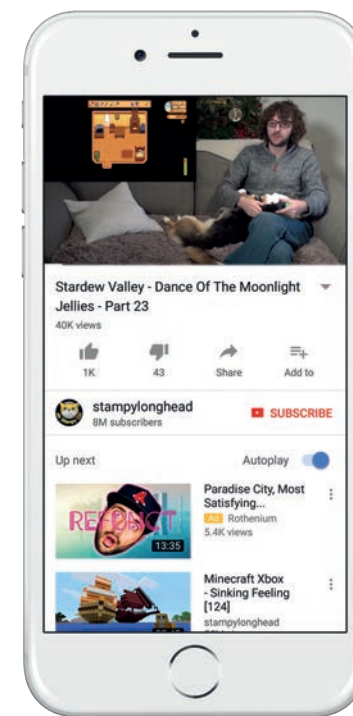 Stardew Valley - Dance Of The Moonlight
Jellies - Part 23
40K views
1K
43
Share
Add to
stampylonghead
8M subscribers
SUBSCRIBE
Up next
Autoplay
REFUNCT
13:35
Paradise City, Most
Satisfying...
Ad Rothenium
5.4K views
Minecraft Xbox
- Sinking Feeling
[124]
stampylonghead